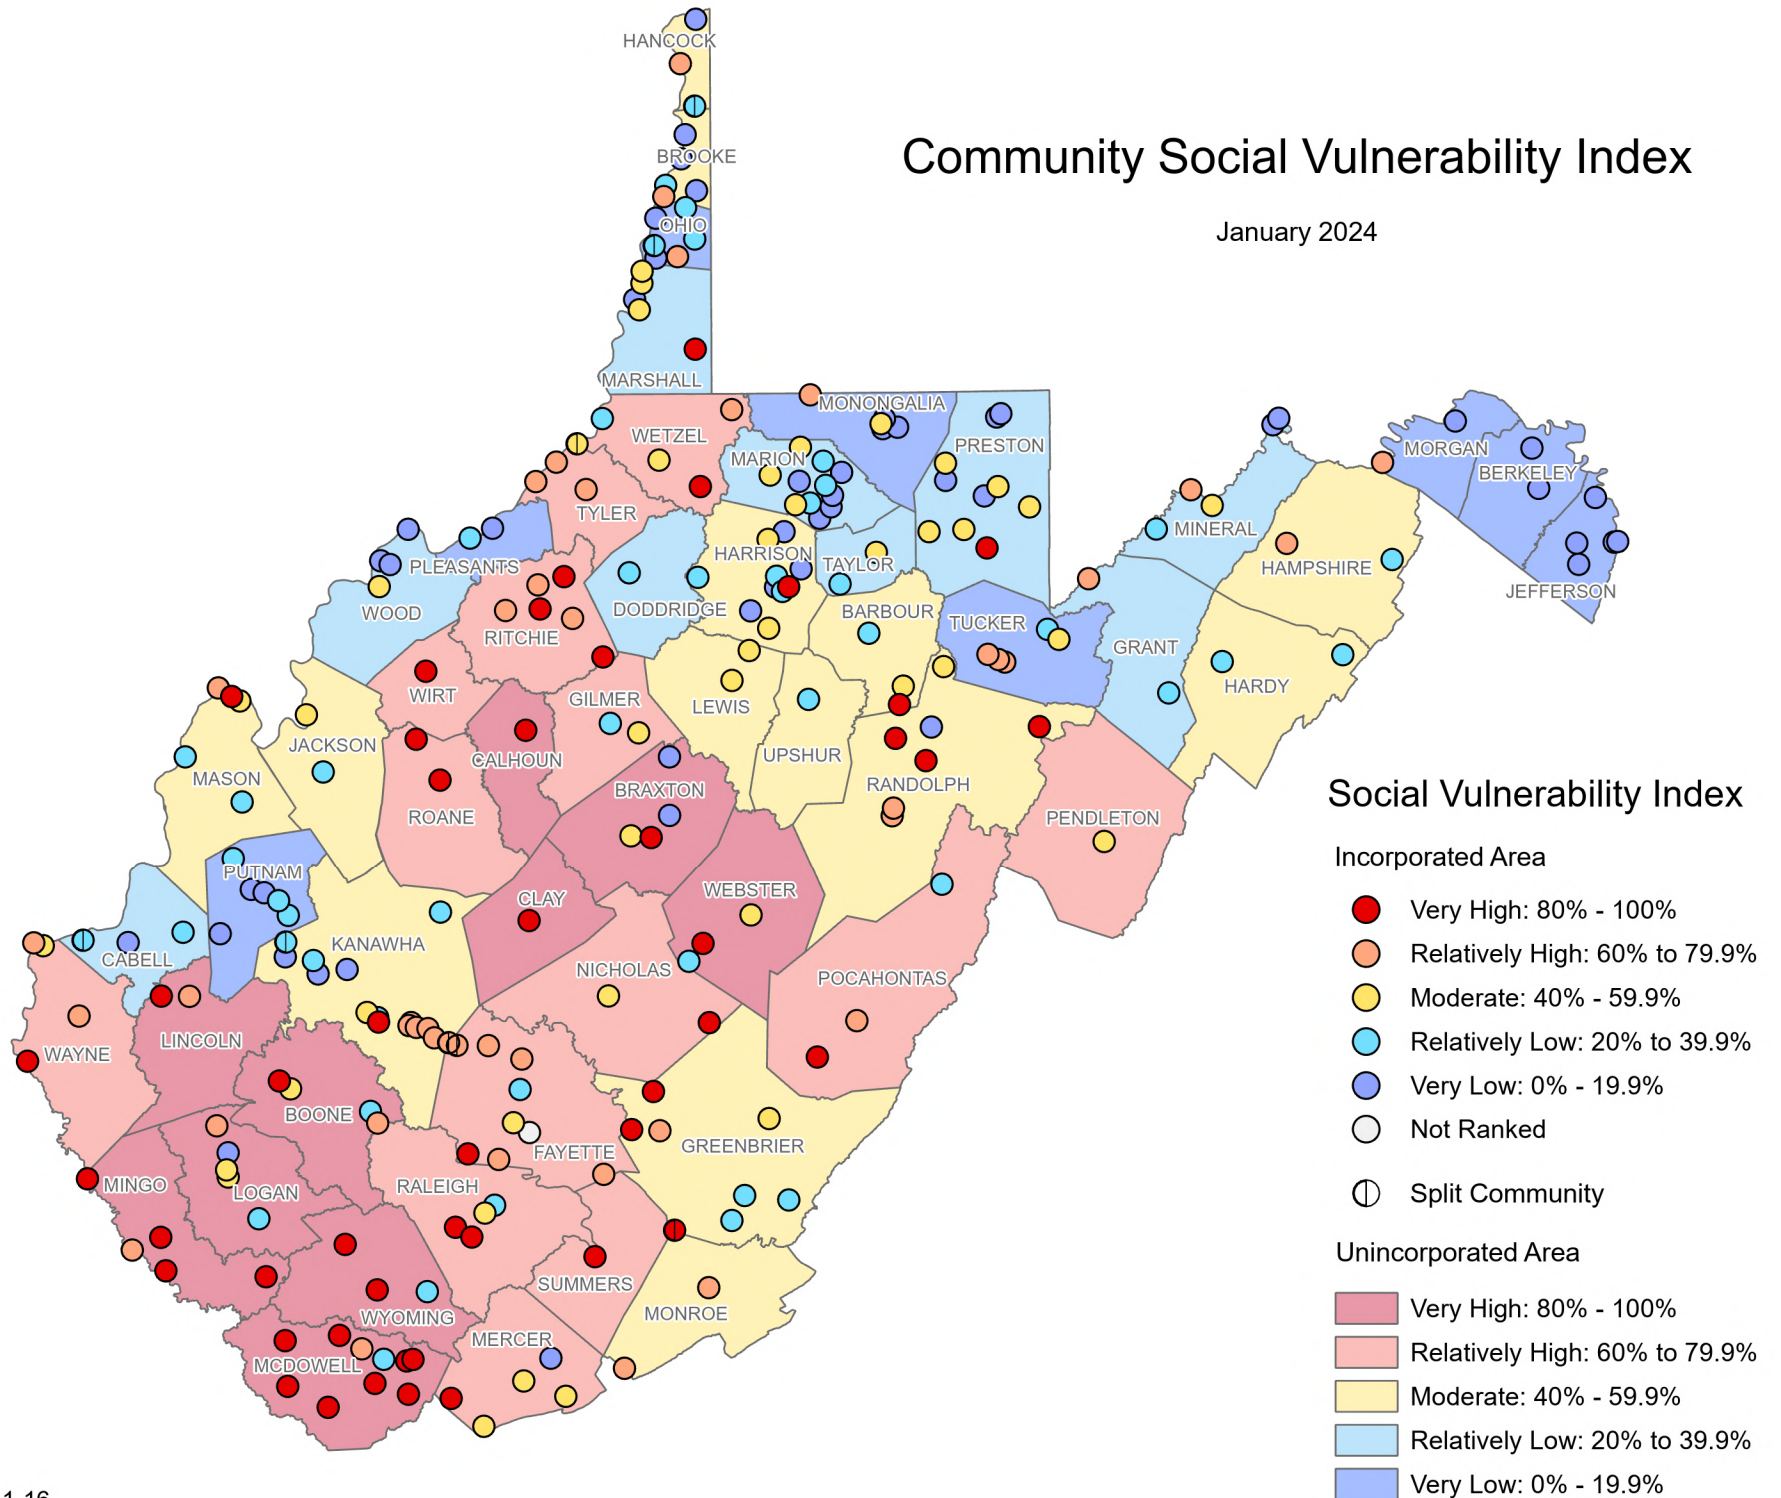 HANCOCK
Community Social Vulnerability Index
BROOKE
OHIO
January 2024
MARSHALL
MONONGALIA
WETZEL
PRESTON
MORGAN
MARION
BERKELEY
TYLER
MINERAL
HARRISON
TAYLOR
PLEASANTS
HAMPSHIRE
JEFFERSON
WOOD
DODDRIDGE
BARBOUR
TUCKER
RITCHIE
GRANT
HARDY
WIRT
GILMER
LEWIS
JACKSON
UPSHUR
CALHOUN
MASON
RANDOLPH
BRAXTON
Social Vulnerability Index
ROANE
PENDLETON
Incorporated Area
PUTNAM
WEBSTER
CLAY
Very High: 80% - 100%
KANAWHA
CABELL
Relatively High: 60% to 79.9%
NICHOLAS
POCAHONTAS
Moderate: 40% - 59.9%
LINCOLN
Relatively Low: 20% to 39.9%
WAYNE
Very Low: 0% - 19.9%
BOONE
Not Ranked
GREENBRIER
FAYETTE
MINGO
RALEIGH
LOGAN
Split Community
Unincorporated Area
SUMMERS
MONROE
Very High: 80% - 100%
WYOMING
MERCER
Relatively High: 60% to 79.9%
MCDOWELL
Moderate: 40% - 59.9%
Relatively Low: 20% to 39.9%
Very Low: 0% - 19.9%